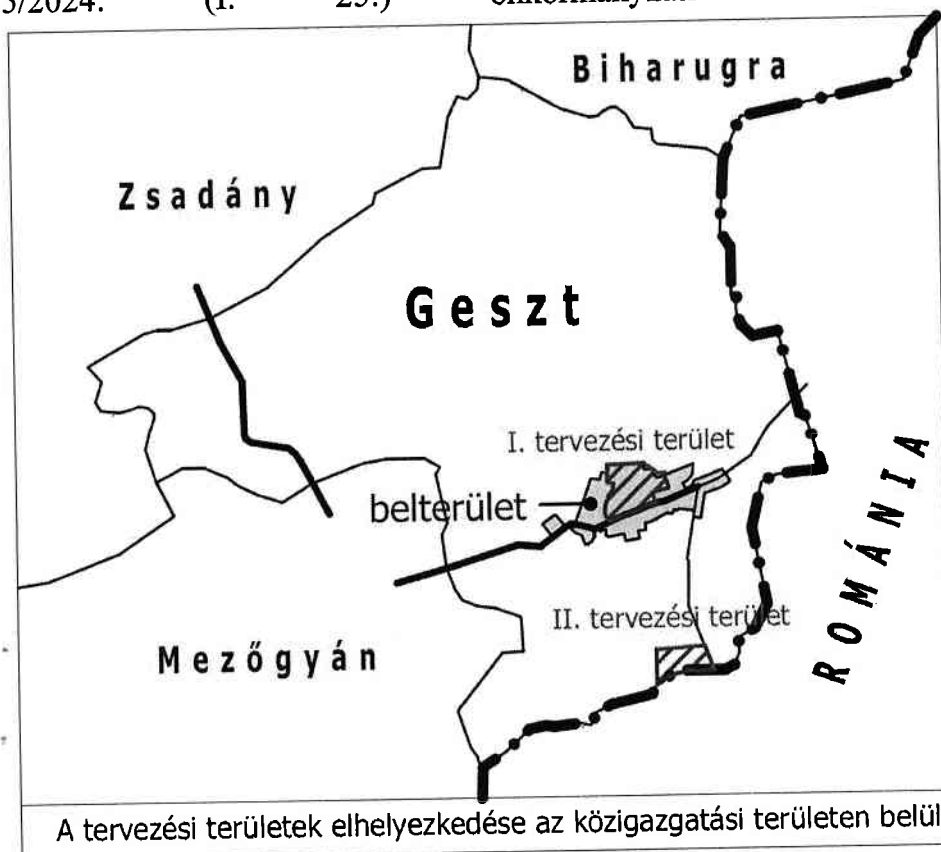 5/2024. (I. 25.)
Biharugra
Zsadány
Geszt
I. tervezési terület
belterület
ROMÁNIA
II. tervezési terület
Mezőgyán
A tervezési területek elhelyezkedése az közigazgatási területen belül